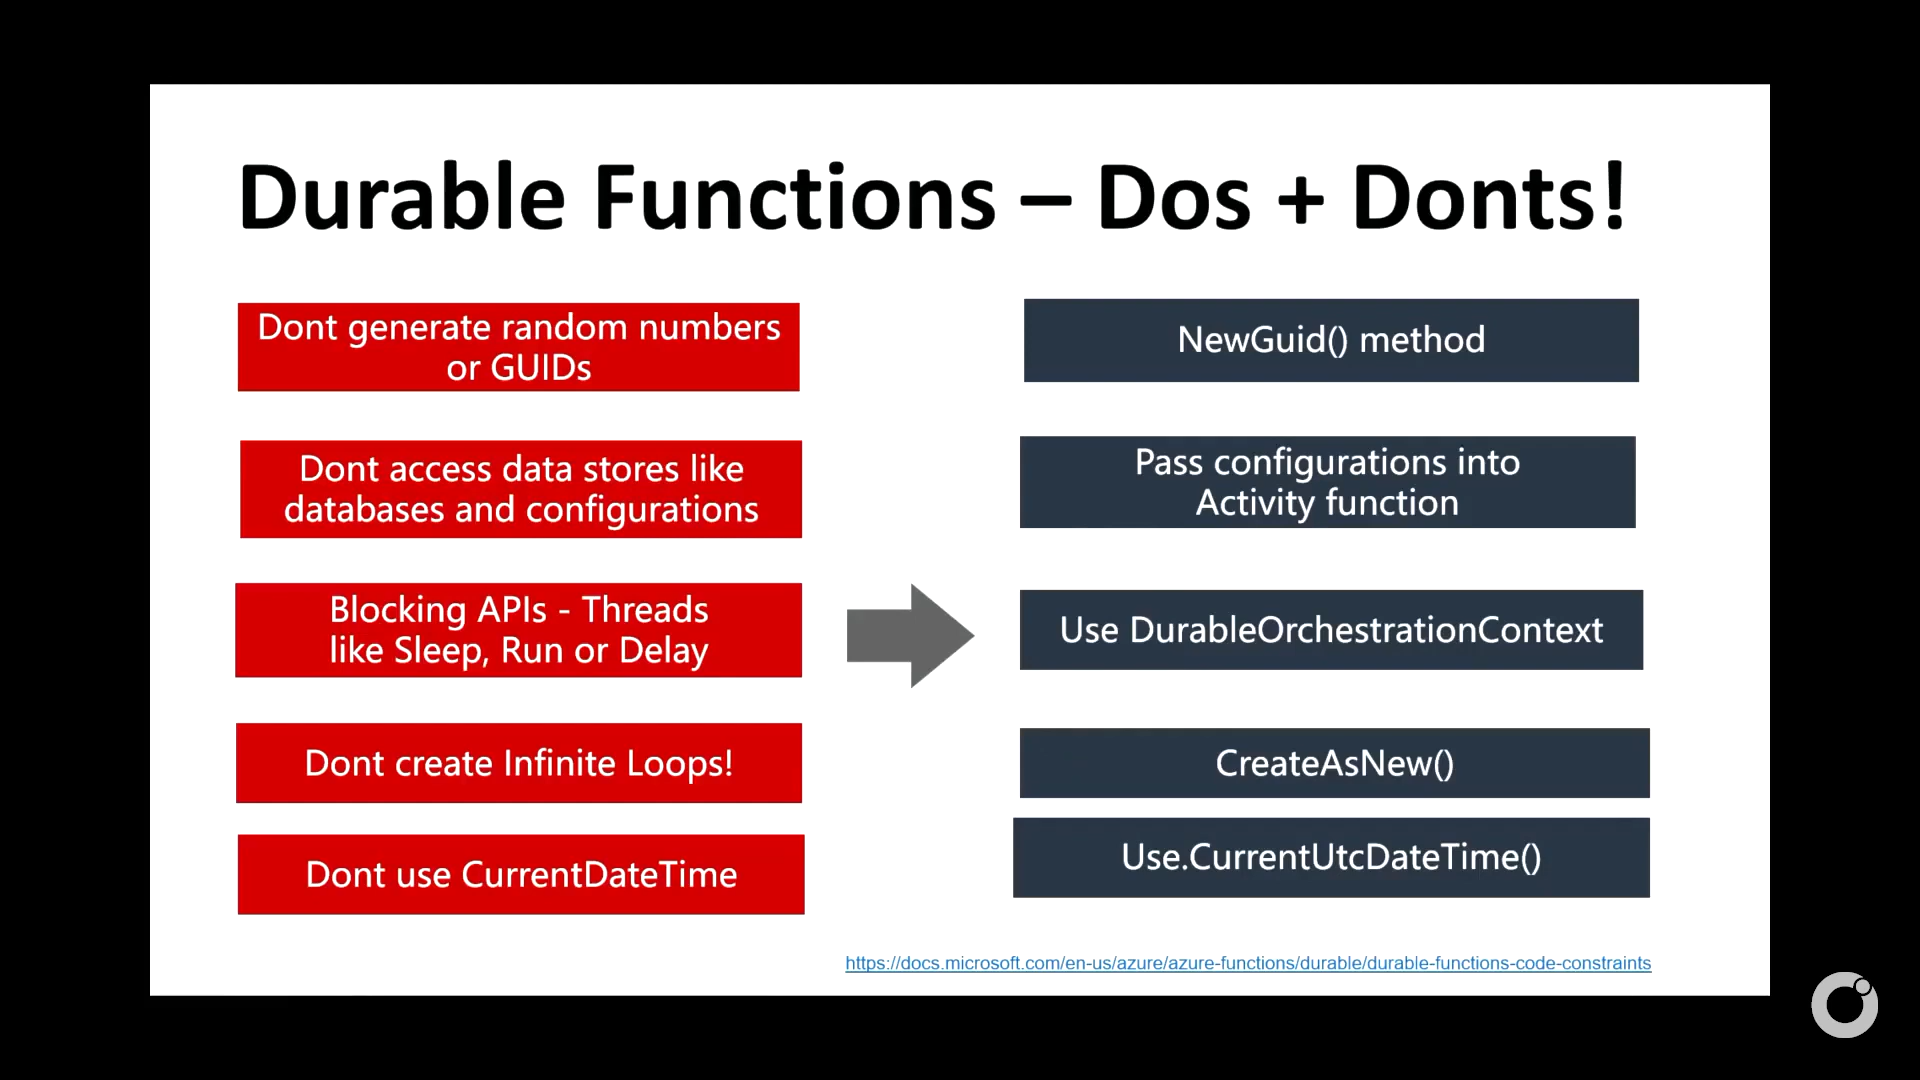 Durable Functions – Dos + Donts!
Dont generate random numbers
or GUIDs
NewGuid() method
Dont access data stores like
databases and configurations
Pass configurations into
Activity function
Blocking APIs - Threads
like Sleep, Run or Delay
Use DurableOrchestrationContext
Dont create Infinite Loops!
CreateAsNew()
Dont use CurrentDateTime
Use.CurrentUtcDateTime()
https://docs.microsoft.com/en-us/azure/azure-functions/durable/durable-functions-code-constraints